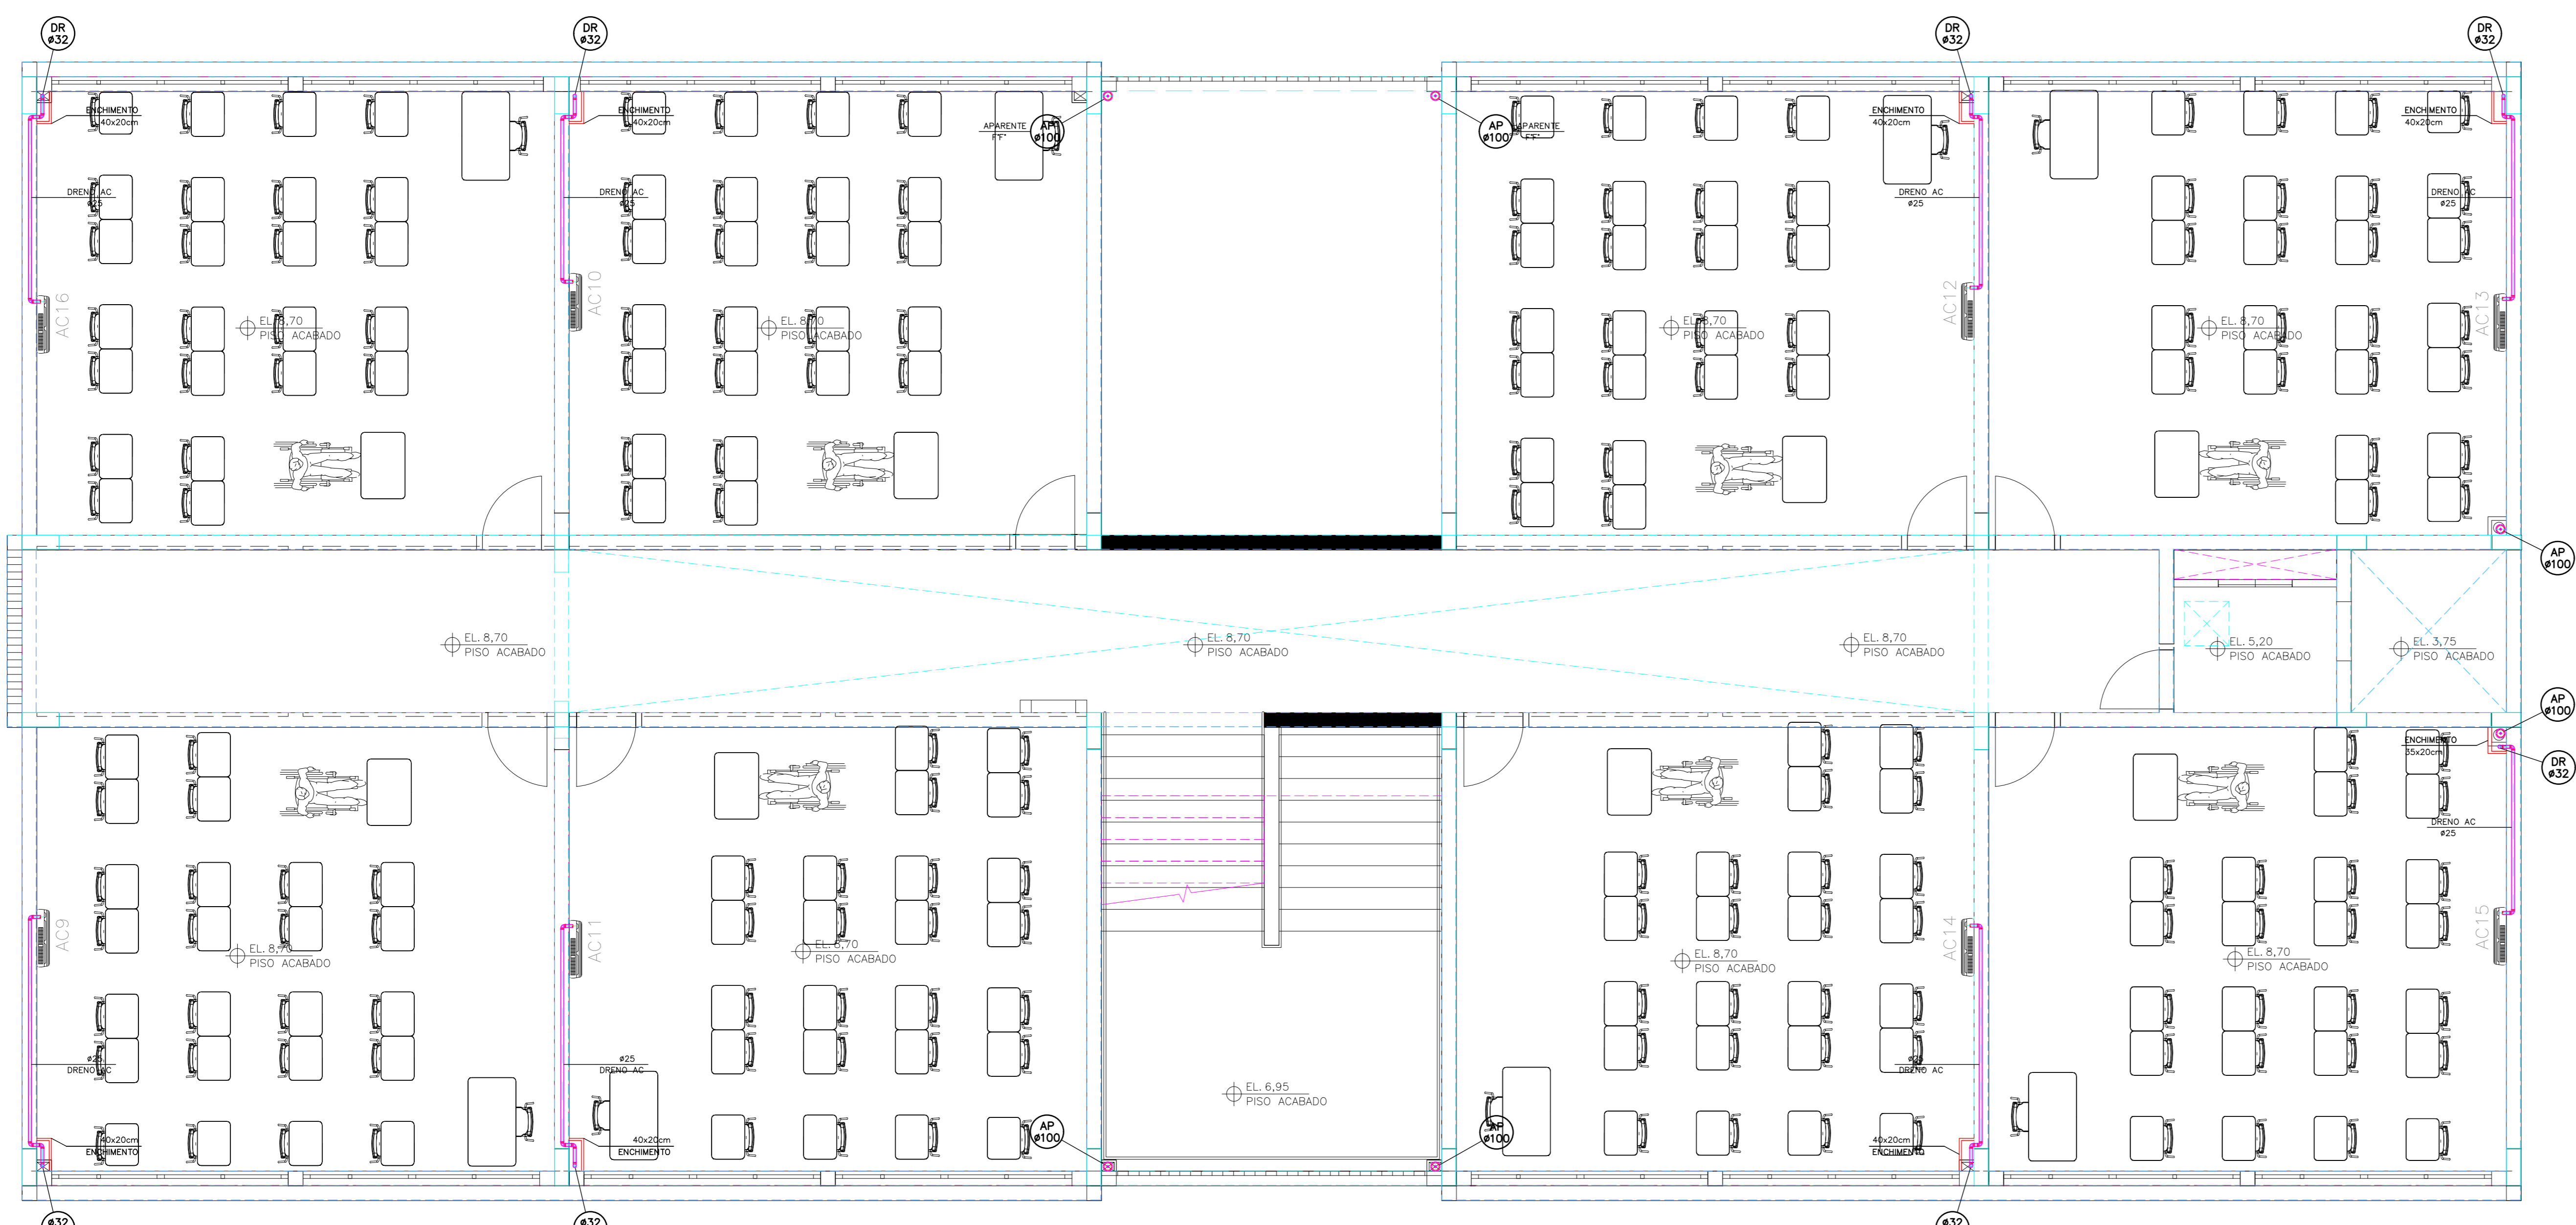 DR
ø32
DR
ø32
DR
ø32
DR
ø32
ENCHIMENTO
40x20cm
ENCHIMENTO
40x20cm
APARENTE
AP
ø100
AP
ø100
APARENTE
ENCHIMENTO
40x20cm
ENCHIMENTO
40x20cm
DRENO AC
ø25
DRENO AC
ø25
DRENO AC
ø25
DRENO AC
ø25
AC16
AC10
AC12
AC13
EL. 8,70
PISO ACABADO
EL. 8,70
PISO ACABADO
EL. 8,70
PISO ACABADO
EL. 8,70
PISO ACABADO
AP
ø100
EL. 8,70
PISO ACABADO
EL. 8,70
PISO ACABADO
EL. 8,70
PISO ACABADO
EL. 5,20
PISO ACABADO
EL. 3,75
PISO ACABADO
AP
ø100
ENCHIMENTO
35x20cm
DR
ø32
DRENO AC
ø25
AC9
AC11
AC14
AC15
EL. 8,70
PISO ACABADO
EL. 8,70
PISO ACABADO
EL. 8,70
PISO ACABADO
EL. 8,70
PISO ACABADO
ø25
DRENO AC
ø25
DRENO AC
ø25
DRENO AC
EL. 6,95
PISO ACABADO
40x20cm
ENCHIMENTO
40x20cm
ENCHIMENTO
AP
ø100
AP
ø100
40x20cm
ENCHIMENTO
ø32
ø32
ø32